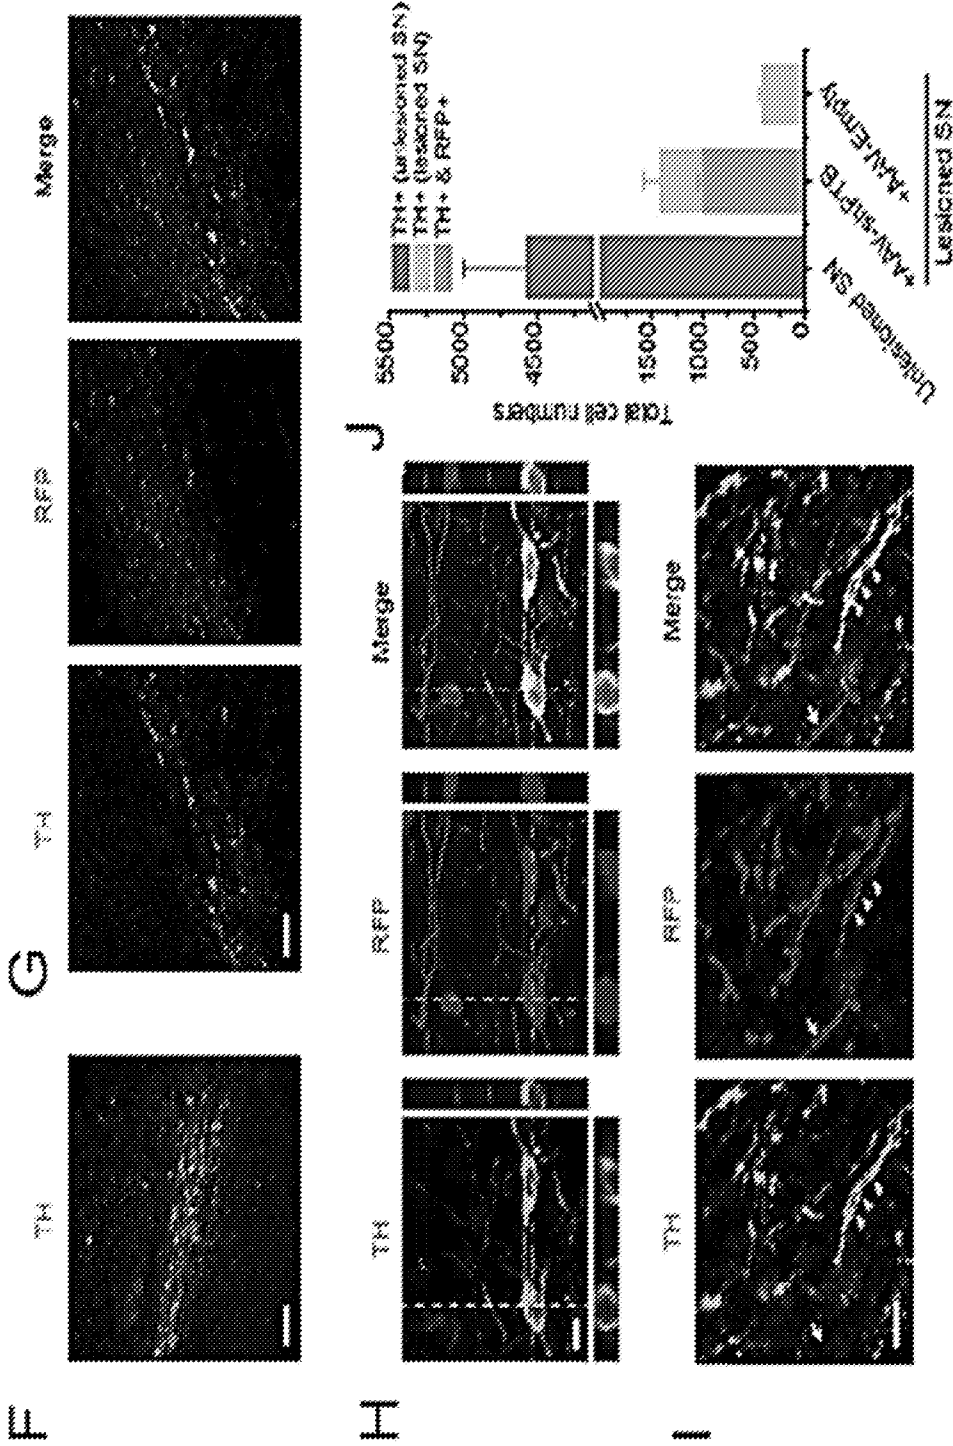 F
TH
G
TH
RFP
Merge
H
TH
RFP
Merge
I
TH
RFP
Merge
J
Total cell numbers
5500
5000
4500
1500
1000
500
0
TH+ (unlesioned SN)
TH+ (lesioned SN)
TH+ & RFP+
Unlesioned SN
+AAV-shPTB
+AAV-Empty
Lesioned SN